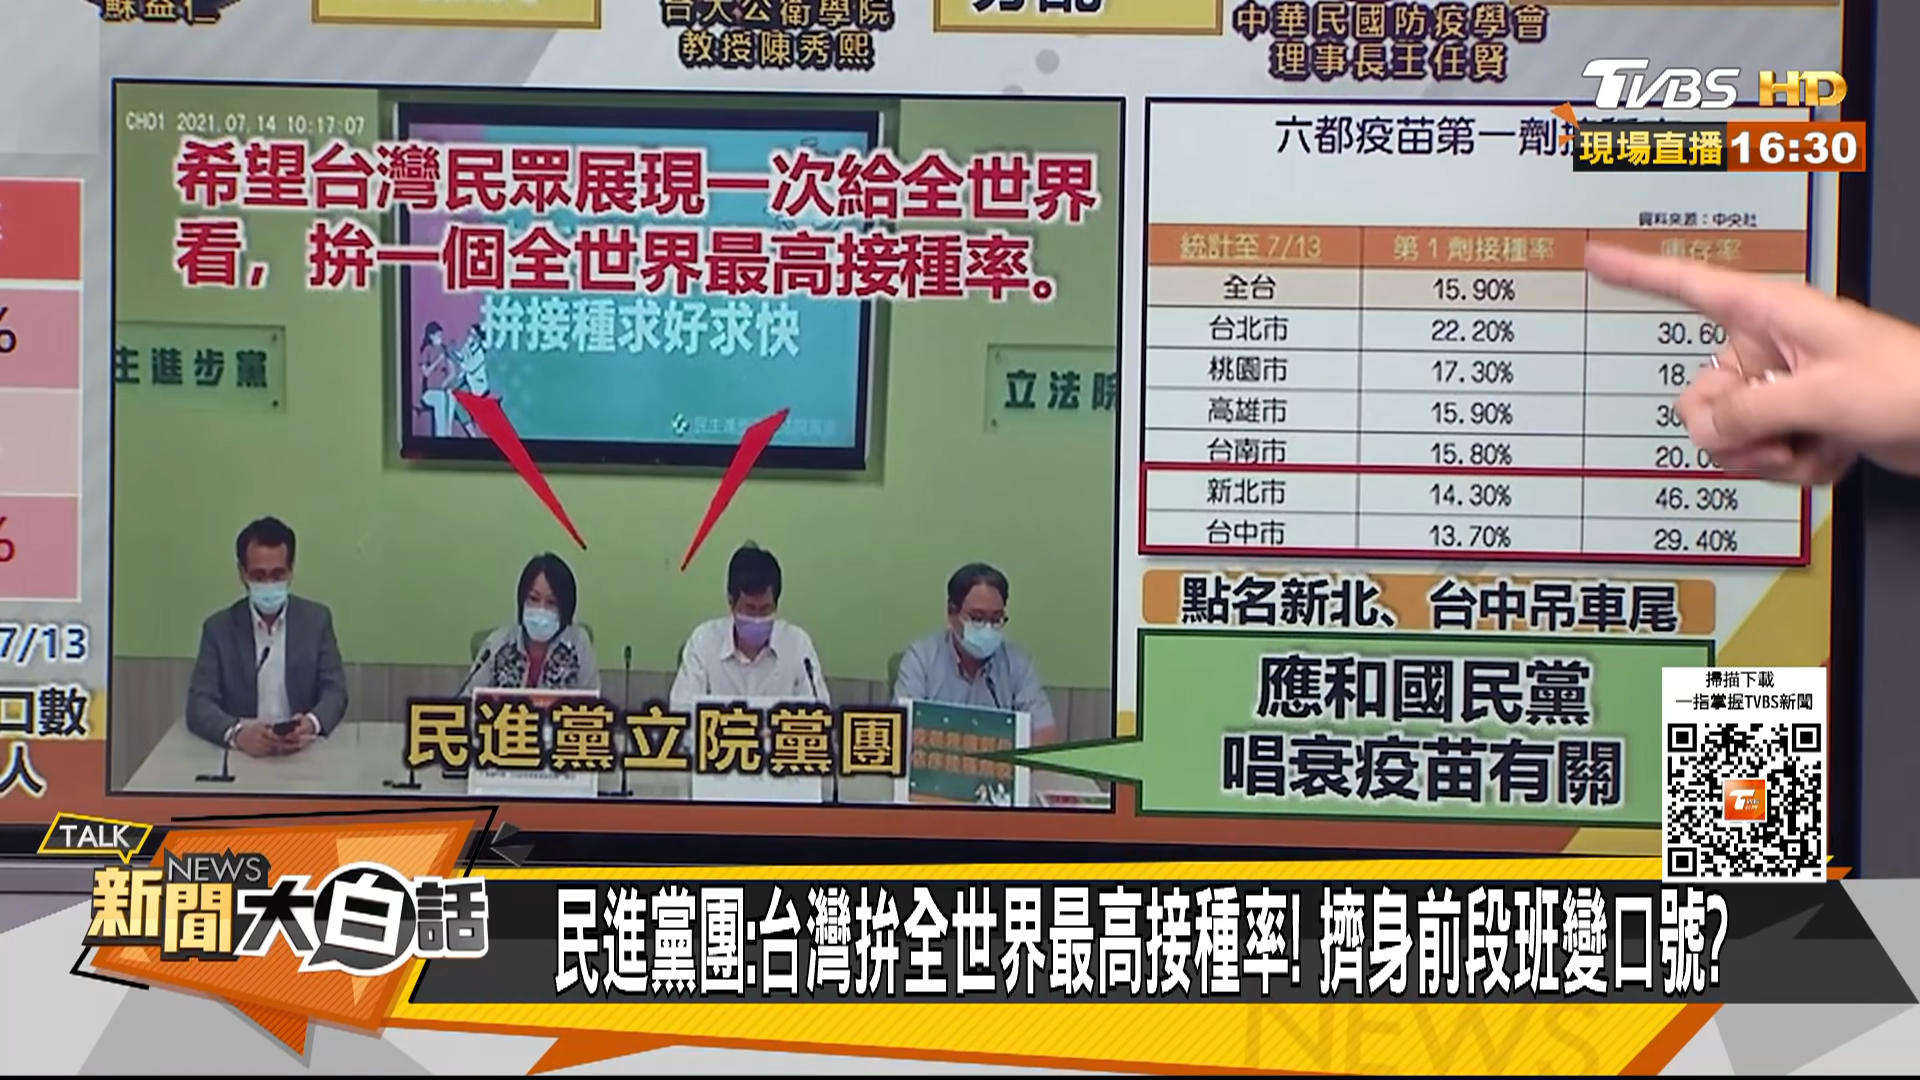 蘇益仁
台大公衛學院
教授陳秀熙
分配
中華民國防疫學會
理事長王任賢
TVBS HD
現場直播 16:30
CH01 2021.07.14 10:17:07
希望台灣民眾展現一次給全世界
看，拚一個全世界最高接種率。
拚接種求好求快
主進步黨
立法院
民進黨立院黨團
六都疫苗第一劑
資料來源：中央社
統計至 7/13 第1劑接種率 庫存率
全台 15.90%
台北市 22.20% 30.60
桃園市 17.30% 18.
高雄市 15.90% 30
台南市 15.80% 20.0
新北市 14.30% 46.30%
台中市 13.70% 29.40%
點名新北、台中吊車尾
應和國民黨
唱衰疫苗有關
%
%
7/13
口數
人
掃描下載
一指掌握TVBS新聞
TALK
NEWS
新聞大白話
民進黨團:台灣拚全世界最高接種率! 擠身前段班變口號?
NEWS